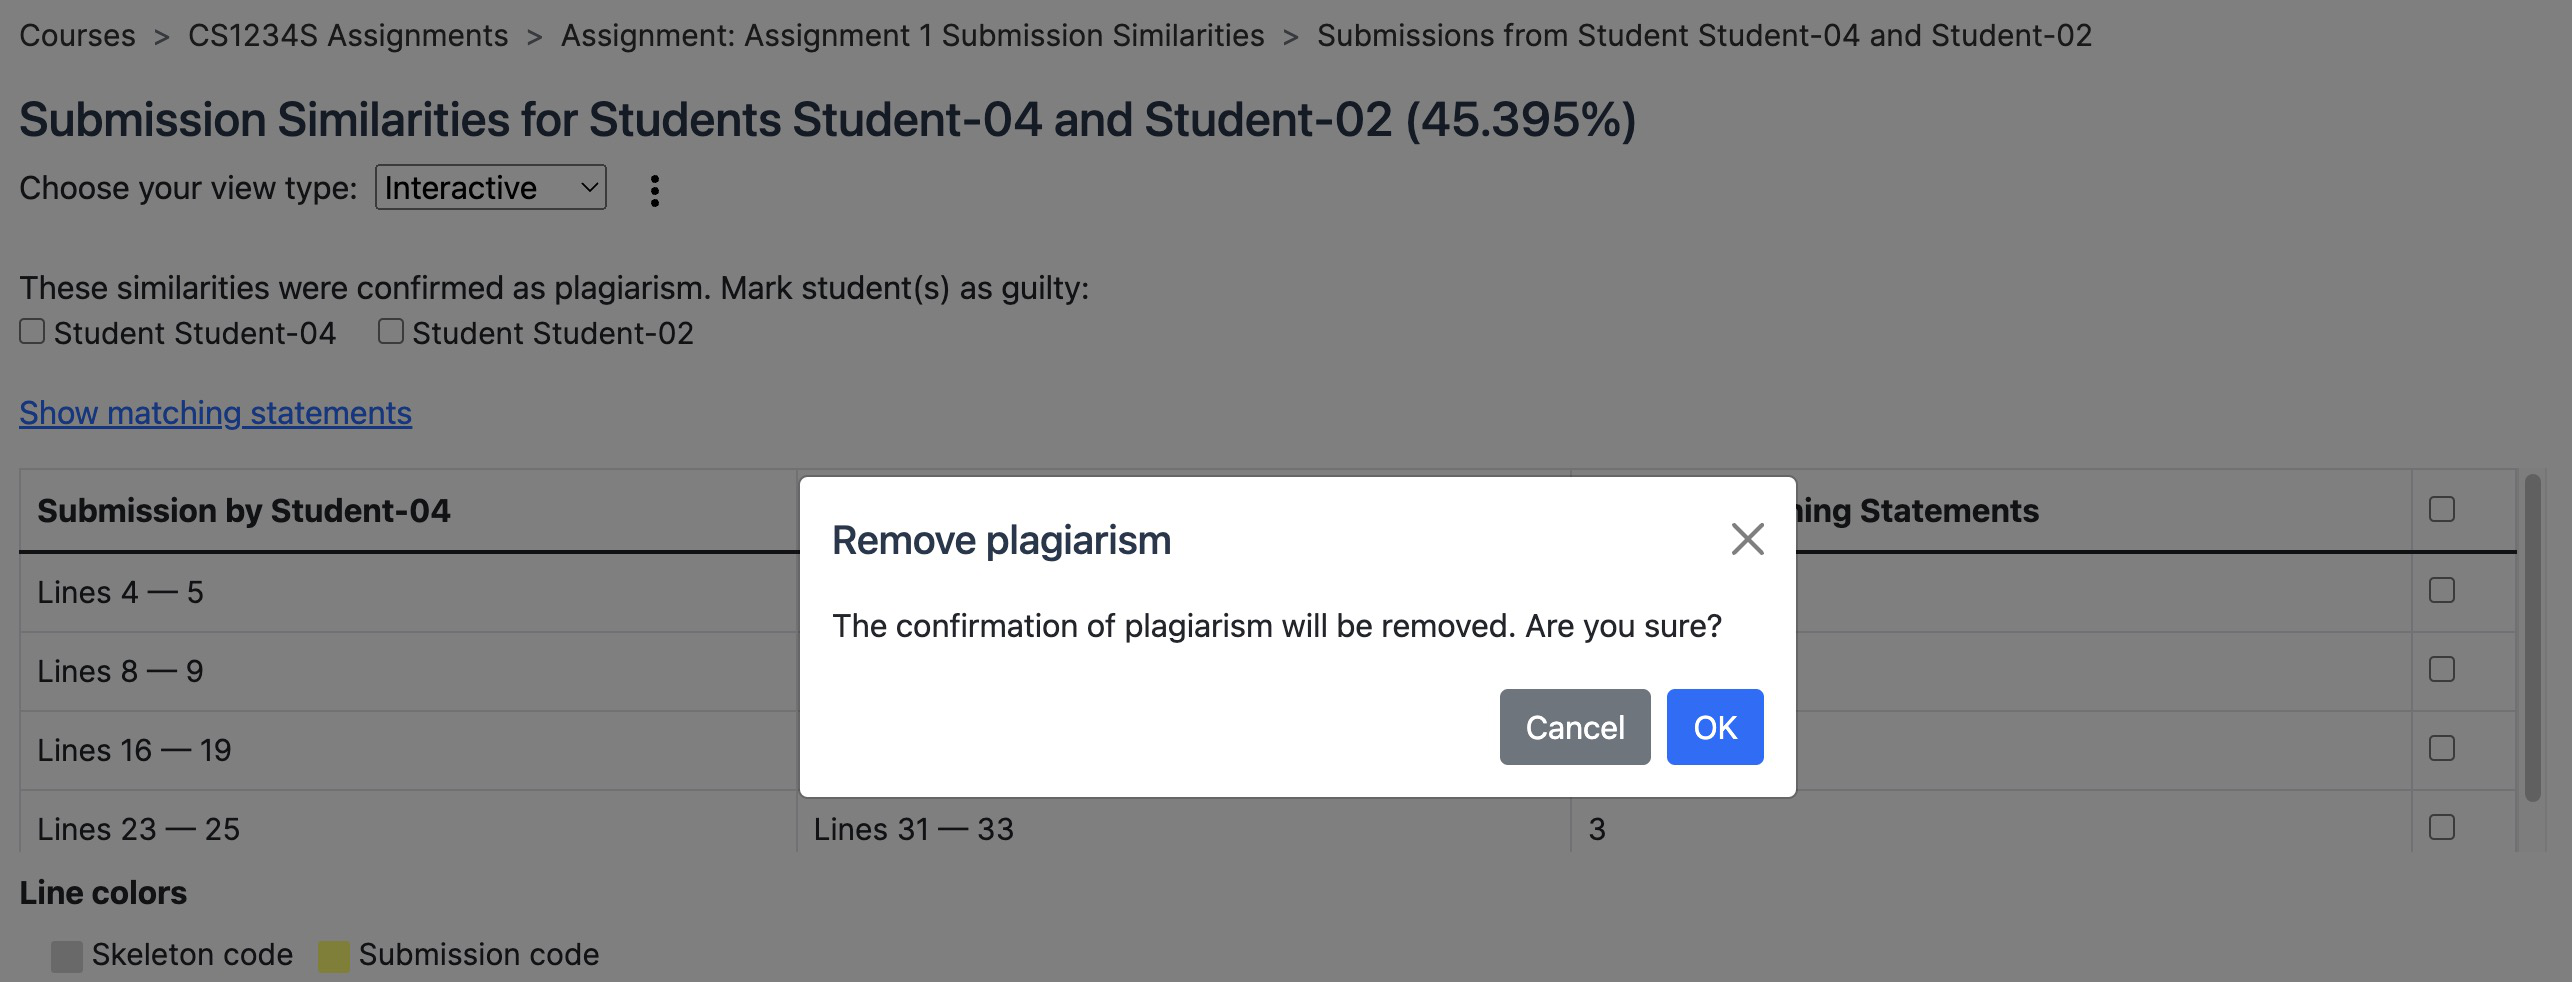 Courses > CS1234S Assignments > Assignment: Assignment 1 Submission Similarities > Submissions from Student Student-04 and Student-02
Submission Similarities for Students Student-04 and Student-02 (45.395%)
Choose your view type: Interactive
These similarities were confirmed as plagiarism. Mark student(s) as guilty:
Student Student-04 Student Student-02
Show matching statements
Submission by Student-04 Statements
Remove plagiarism
The confirmation of plagiarism will be removed. Are you sure?
Cancel OK
Lines 4 — 5
Lines 8 — 9
Lines 16 — 19
Lines 23 — 25 Lines 31 — 33 3
Line colors
Skeleton code Submission code